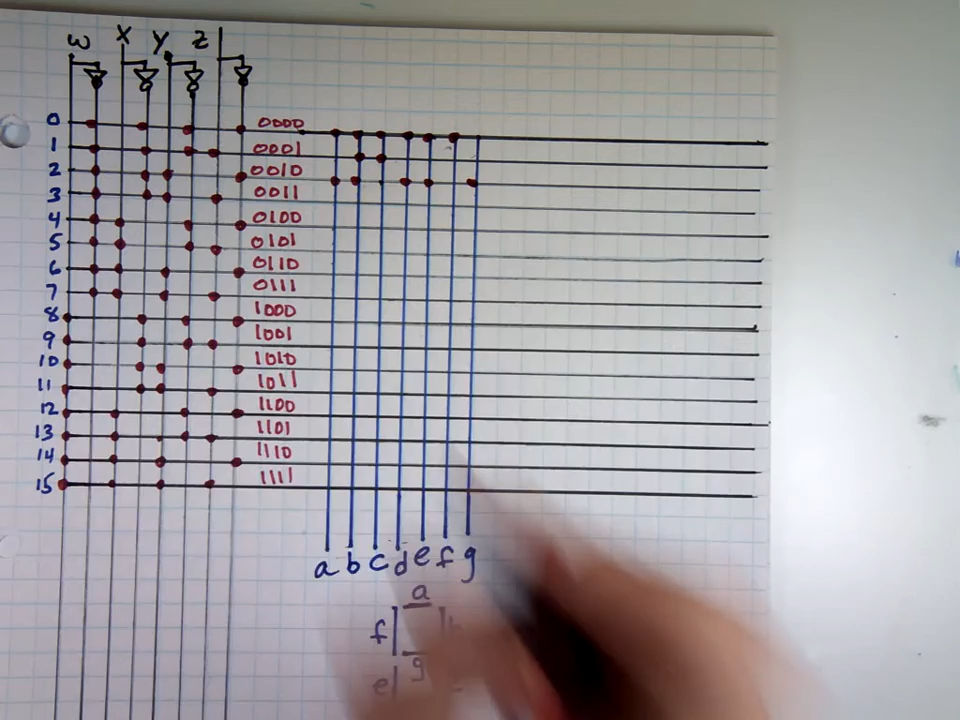 W X Y Z
0 0000
1 0001
2 0010
3 0011
4 0100
5 0101
6 0110
7 0111
8 1000
9 1001
10 1010
11 1011
12 1100
13 1101
14 1110
15 1111
a b c d e f g
a
f
g
e